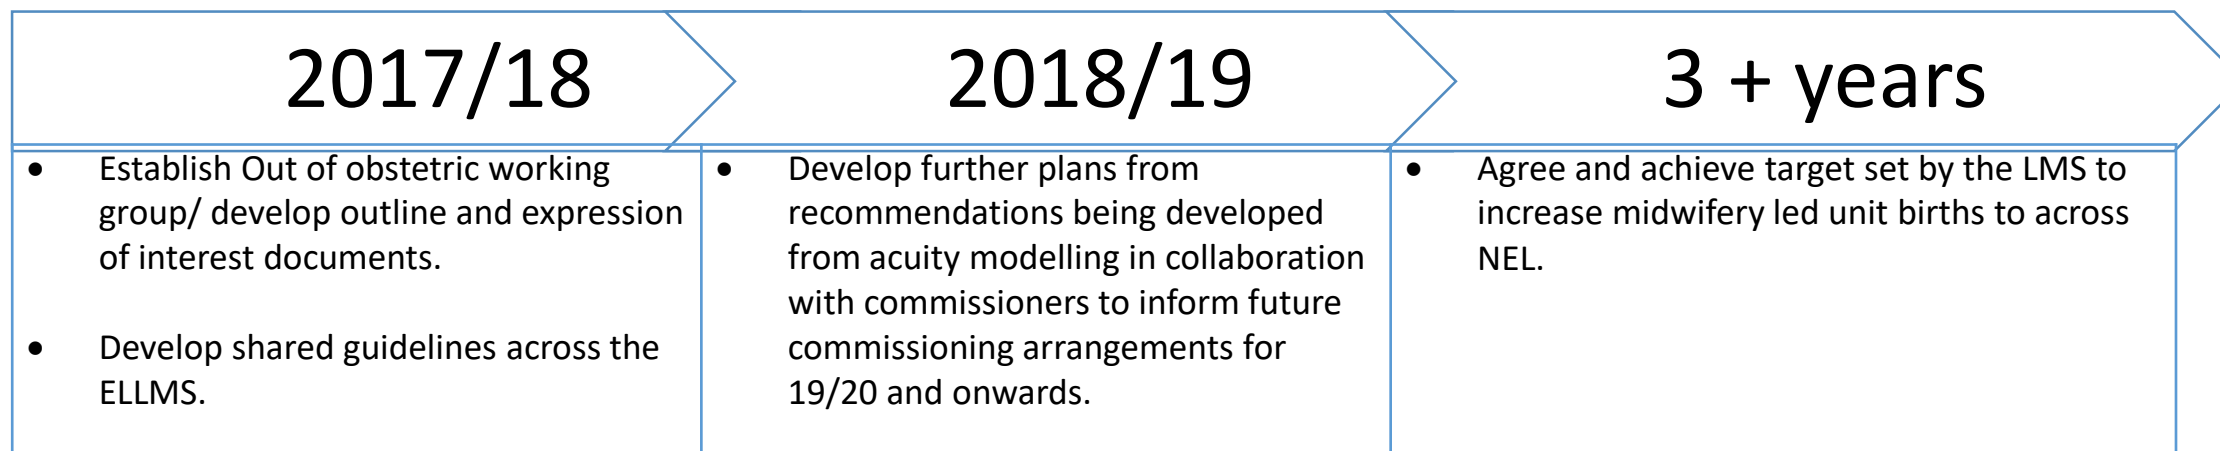 2017/18
2018/19
3 + years
• Establish Out of obstetric working
group/ develop outline and expression
of interest documents.
• Develop shared guidelines across the
ELLMS.
• Develop further plans from
recommendations being developed
from acuity modelling in collaboration
with commissioners to inform future
commissioning arrangements for
19/20 and onwards.
• Agree and achieve target set by the LMS to
increase midwifery led unit births to across
NEL.